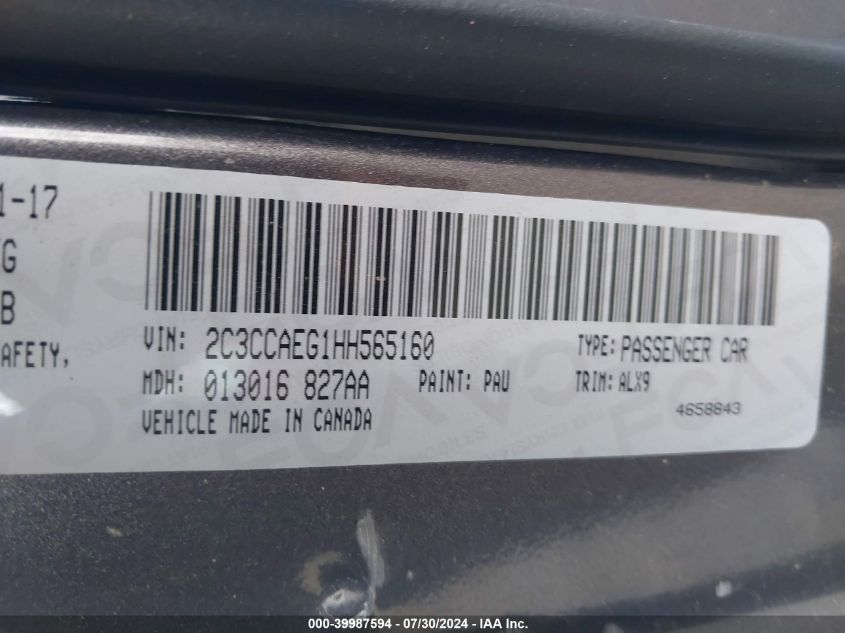 1-17
G
B
AFETY,
VIN: 2C3CCAEG1HH565160 TYPE: PASSENGER CAR
MDH: 013016 827AA PAINT: PAU TRIM: ALX9
VEHICLE MADE IN CANADA 4658843
000-39987594 - 07/30/2024 - IAA Inc.